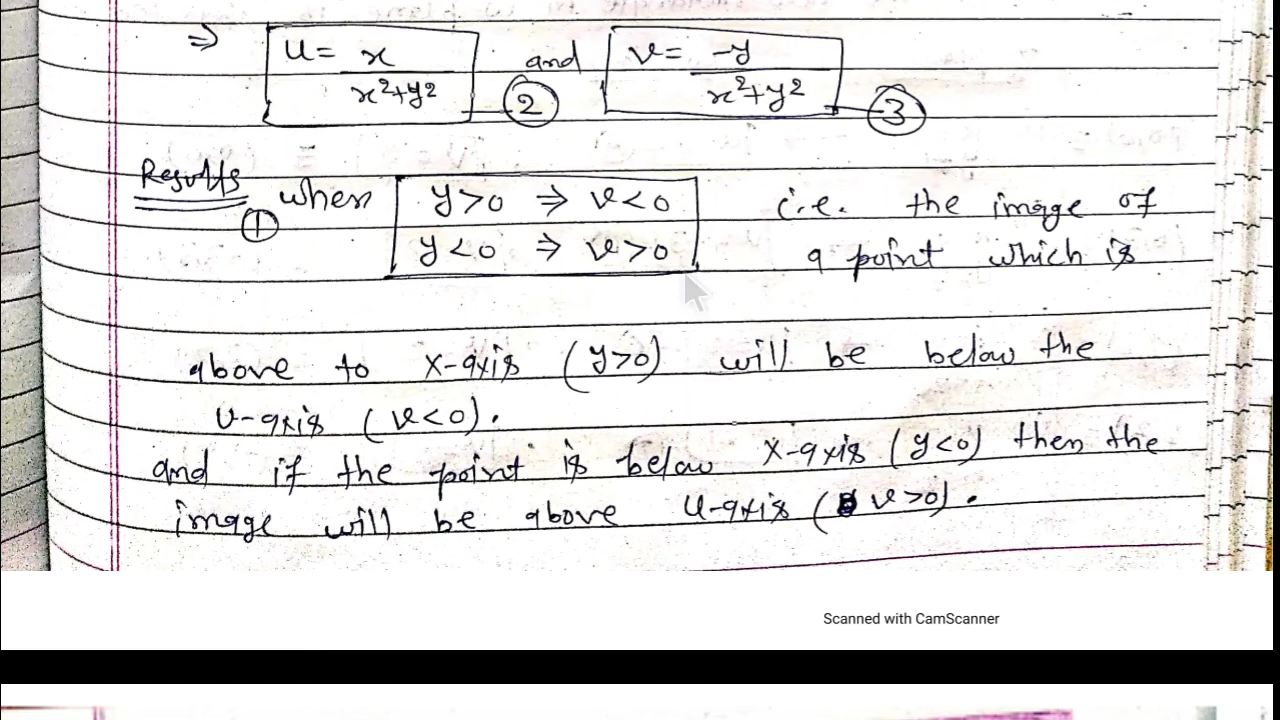 ⇒ u = x / x²+y² — ② and v = -y / x²+y² — ③
Results
① when y>0 ⇒ v<0 i.e. the image of
y<0 ⇒ v>0 a point which is
above to X-axis (y>0) will be below the
U-axis (v<0).
and if the point is below X-axis (y<0) then the
image will be above U-axis (v>0).
Scanned with CamScanner